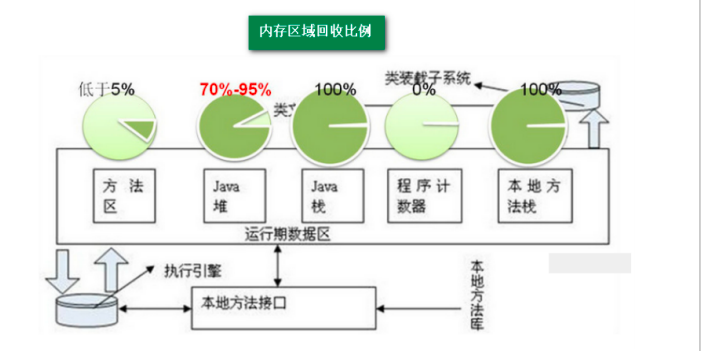 内存区域回收比例
低于5%
70%-95%
100%
0%
100%
类装载子系统
类文
方法
区
Java
堆
Java
栈
程序计
数器
本地方
法栈
运行期数据区
执行引擎
本地方法接口
本地方法库